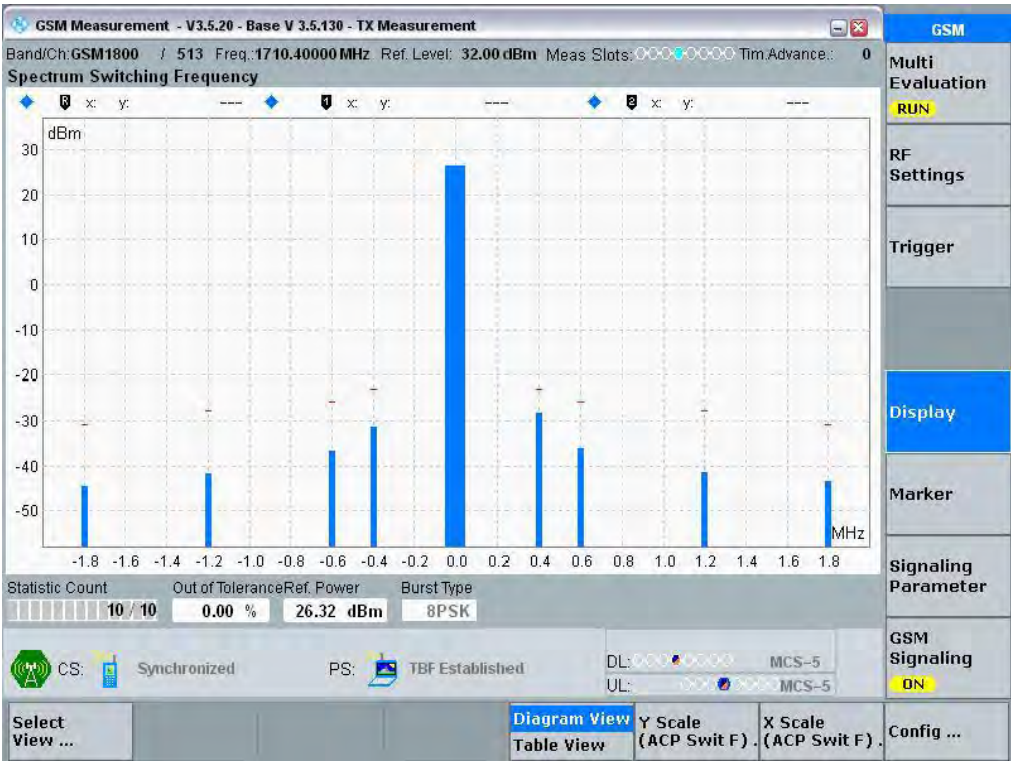 GSM Measurement - V3.5.20 - Base V 3.5.130 - TX Measurement
Band/Ch:GSM1800 / 513 Freq.:1710.40000 MHz Ref. Level: 32.00 dBm Meas Slots: Tim.Advance.: 0
Spectrum Switching Frequency
R x: y: --- 1 x: y: --- 2 x: y: ---
dBm
30
20
10
0
-10
-20
-30
-40
-50
MHz
-1.8 -1.6 -1.4 -1.2 -1.0 -0.8 -0.6 -0.4 -0.2 0.0 0.2 0.4 0.6 0.8 1.0 1.2 1.4 1.6 1.8
Statistic Count Out of Tolerance Ref. Power Burst Type
10 / 10 0.00 % 26.32 dBm 8PSK
CS: Synchronized PS: TBF Established
DL: MCS-5
UL: MCS-5
Select
View ...
Diagram View
Table View
Y Scale
(ACP Swit F) .
X Scale
(ACP Swit F) .
Config ...
GSM
Multi
Evaluation
RUN
RF
Settings
Trigger
Display
Marker
Signaling
Parameter
GSM
Signaling
ON